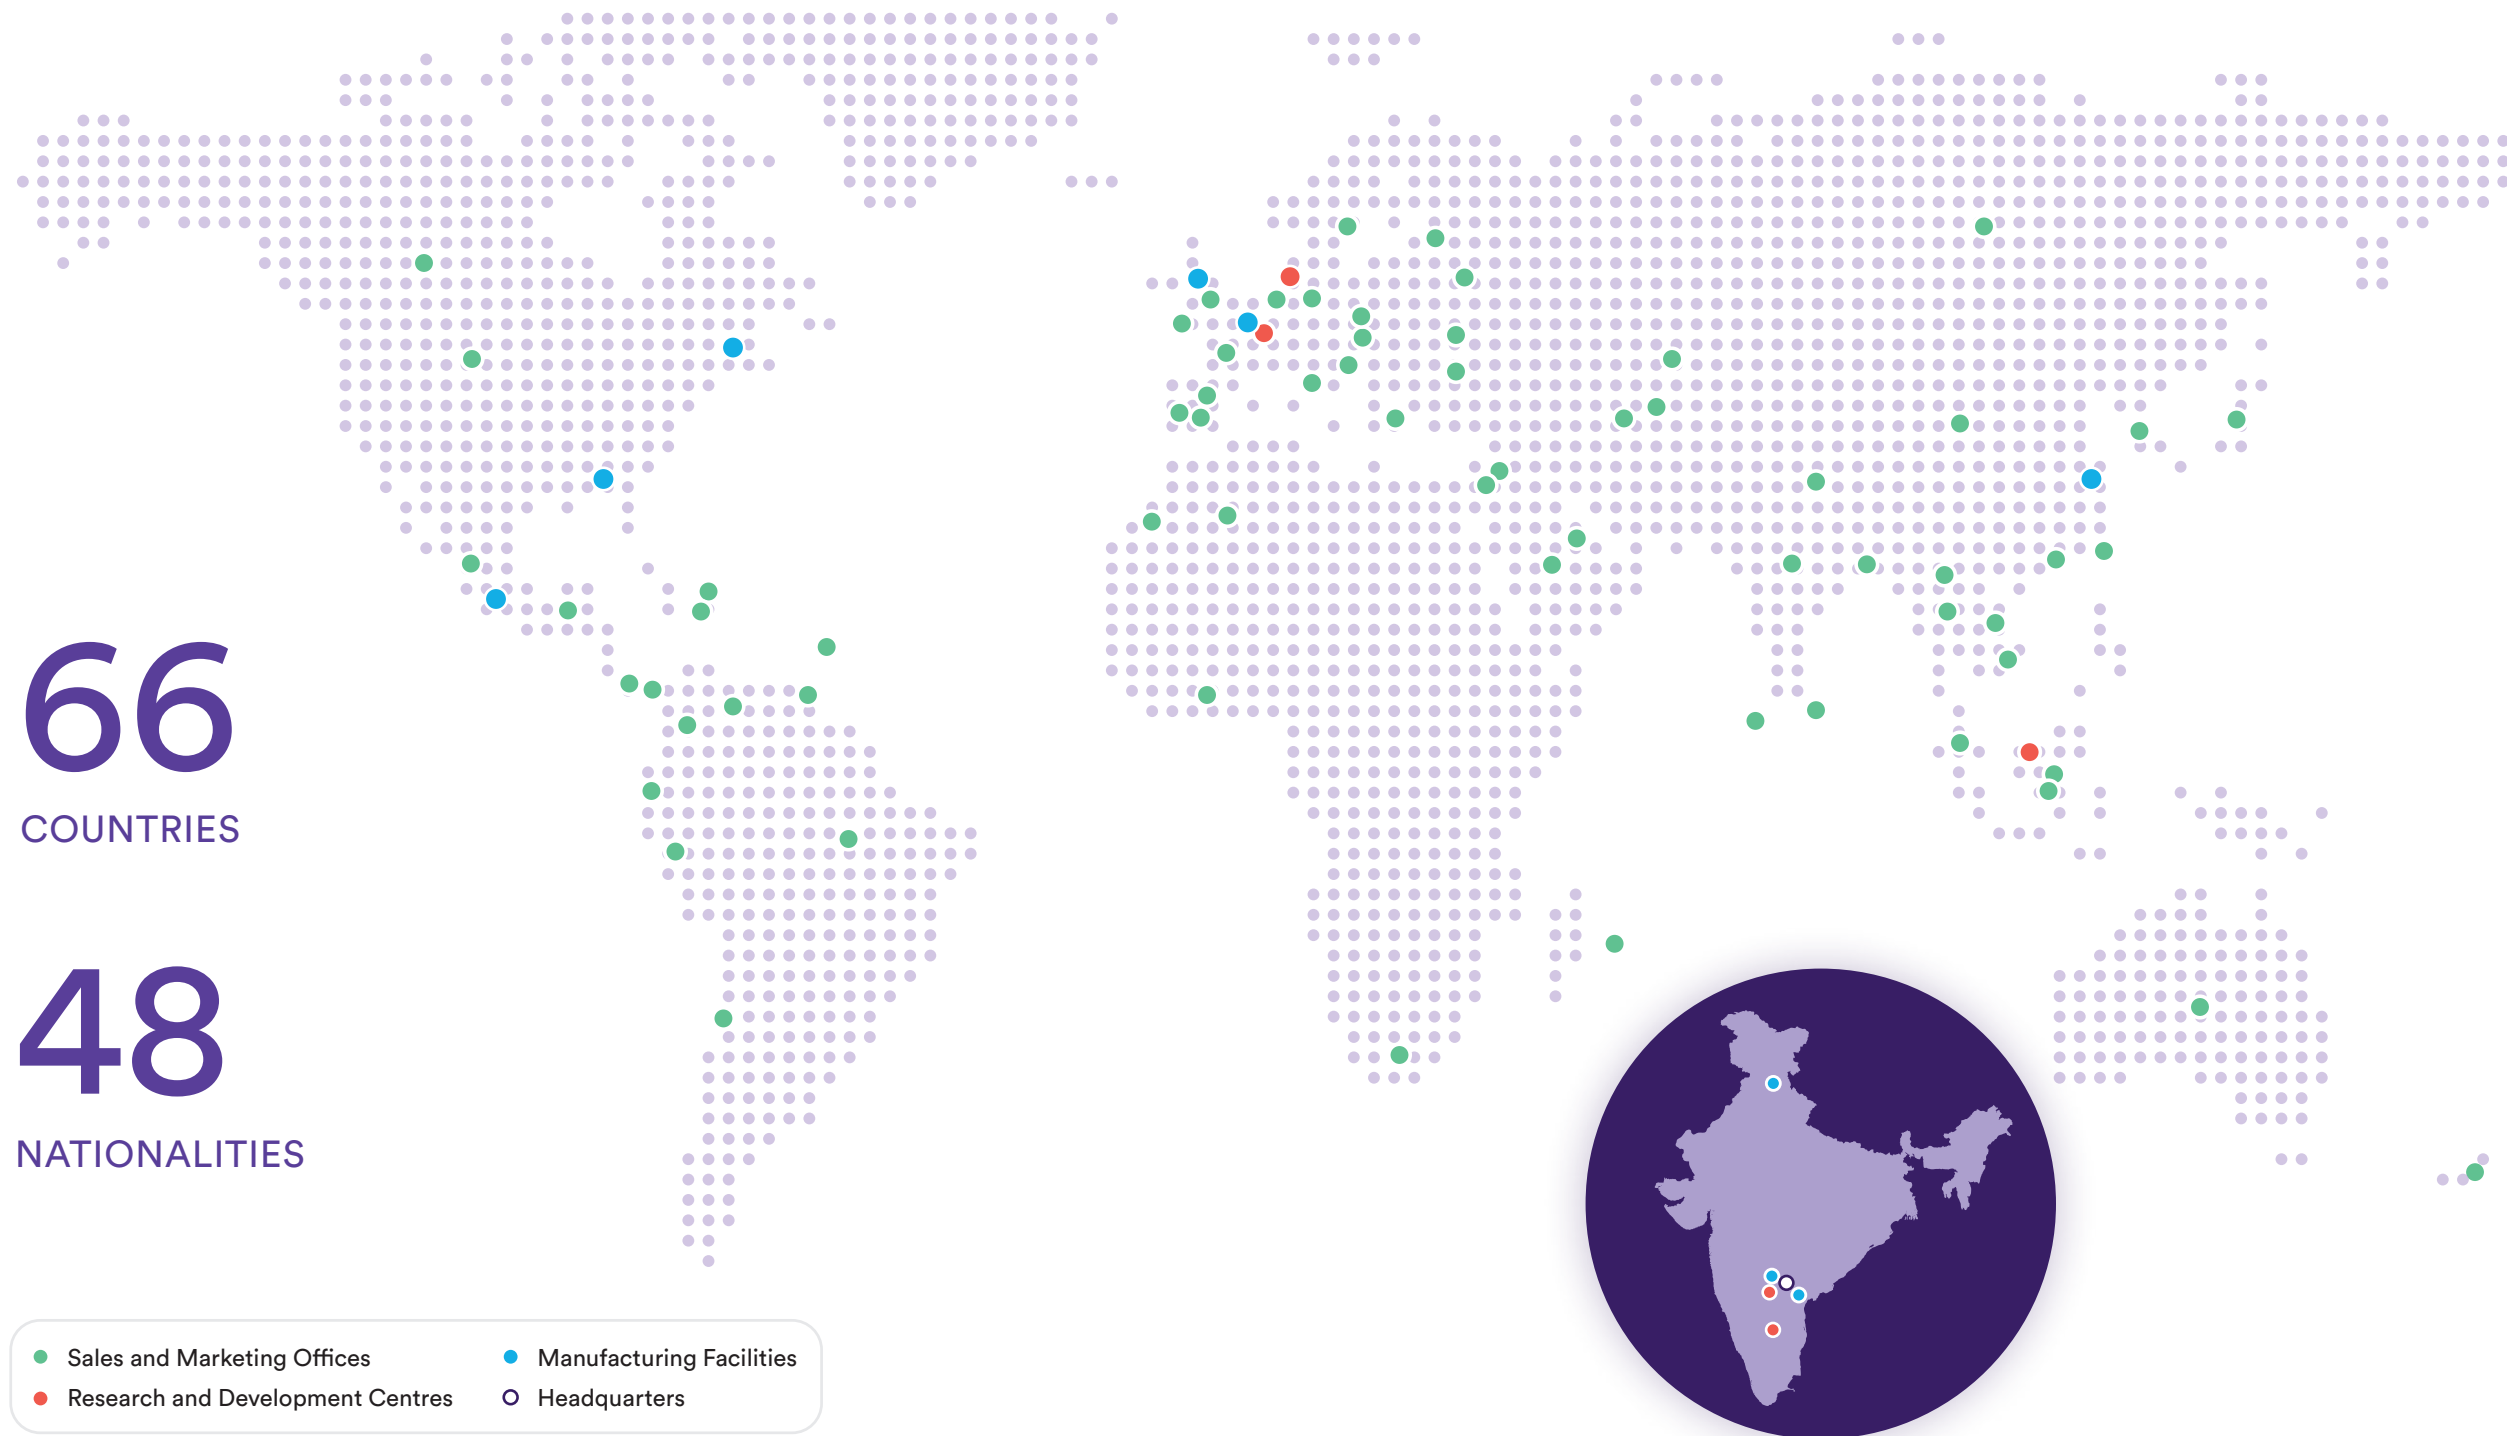 66
COUNTRIES
48
NATIONALITIES
Sales and Marketing Offices
Manufacturing Facilities
Research and Development Centres
Headquarters